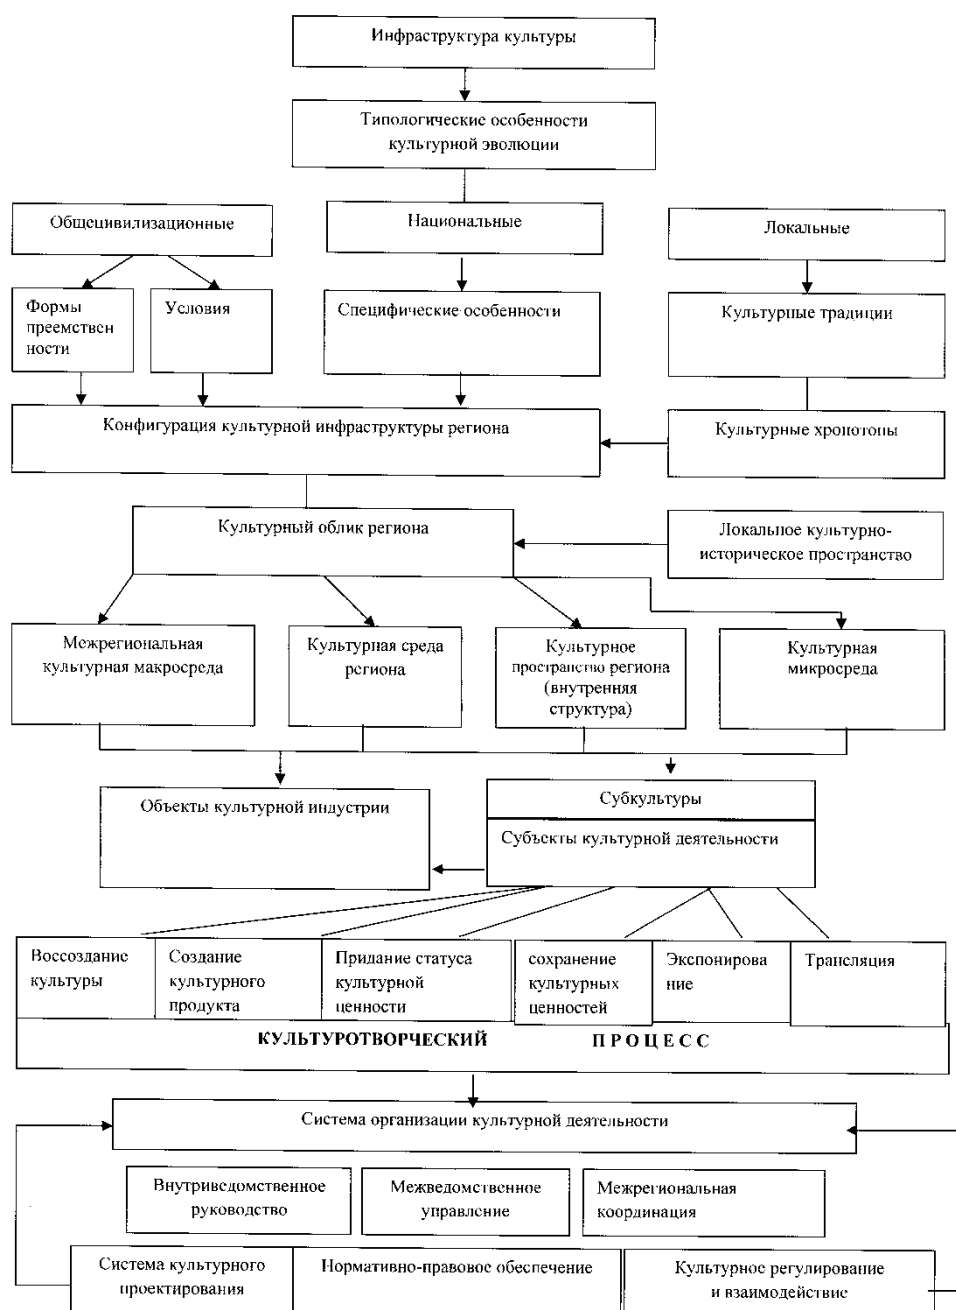 Инфраструктура культуры
Типологические особенности
культурной эволюции
Общецивилизационные
Национальные
Локальные
Формы
преемствен
ности
Условия
Специфические особенности
Культурные традиции
Конфигурация культурной инфраструктуры региона
Культурные хронотопы
Культурный облик региона
Локальное культурно-
историческое пространство
Межрегиональная
культурная макросреда
Культурная среда
региона
Культурное
пространство региона
(внутренняя
структура)
Культурная
микросреда
Объекты культурной индустрии
Субкультуры
Субъекты культурной деятельности
Воссоздание
культуры
Создание
культурного
продукта
Придание статуса
культурной
ценности
сохранение
культурных
ценностей
Экспонирова
ние
Трансляция
КУЛЬТУРОТВОРЧЕСКИЙ П Р О Ц Е С С
Система организации культурной деятельности
Внутриведомственное
руководство
Межведомственное
управление
Межрегиональная
координация
Система культурного
проектирования
Нормативно-правовое обеспечение
Культурное регулирование
и взаимодействие